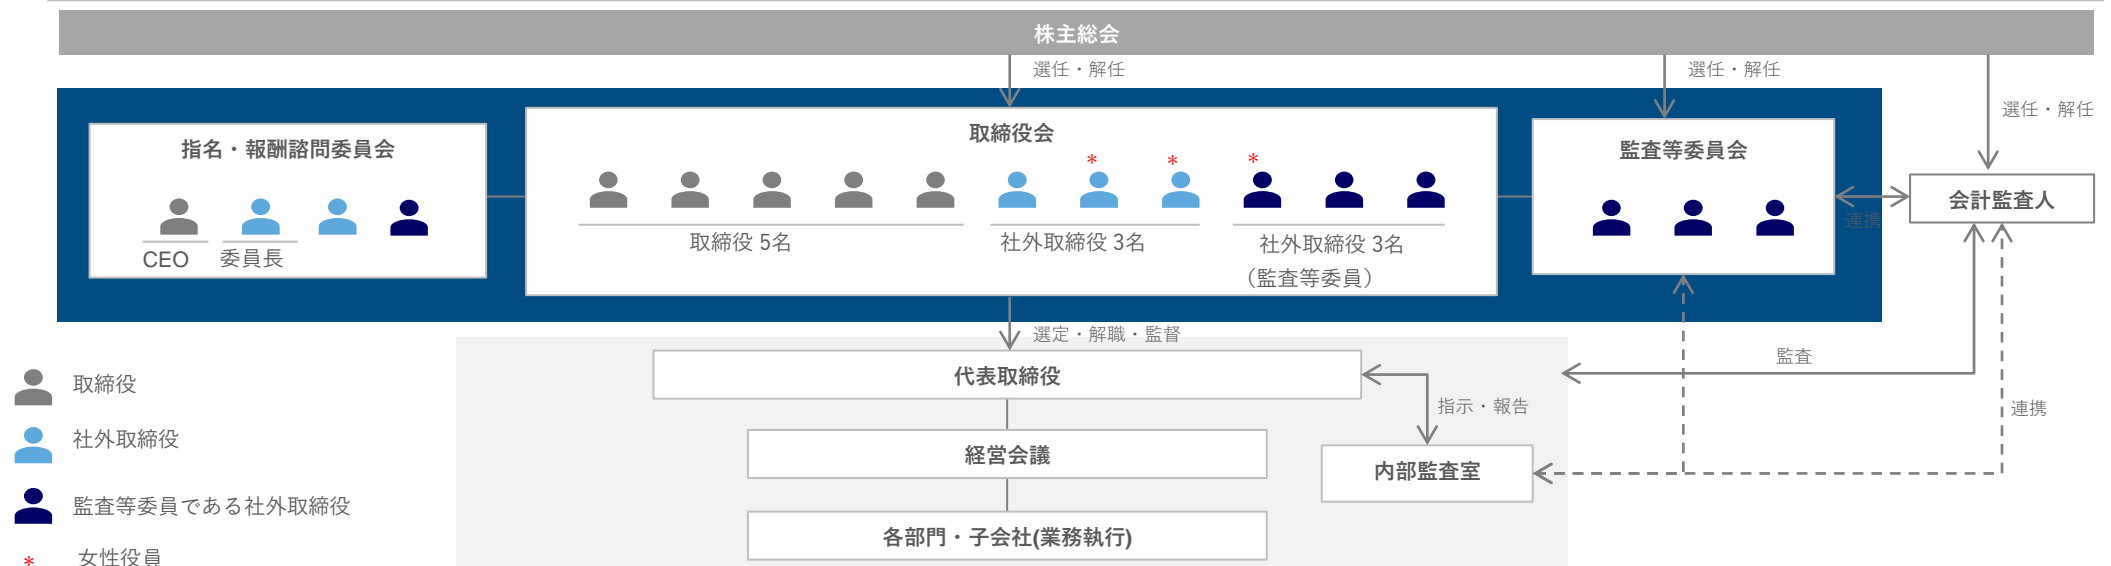 株主総会
選任・解任
選任・解任
選任・解任
指名・報酬諮問委員会
CEO
委員長
取締役会
*
*
*
取締役 5名
社外取締役 3名
社外取締役 3名
（監査等委員）
監査等委員会
連携
会計監査人
選定・解職・監督
代表取締役
監査
指示・報告
連携
経営会議
内部監査室
各部門・子会社(業務執行)
取締役
社外取締役
監査等委員である社外取締役
* 女性役員